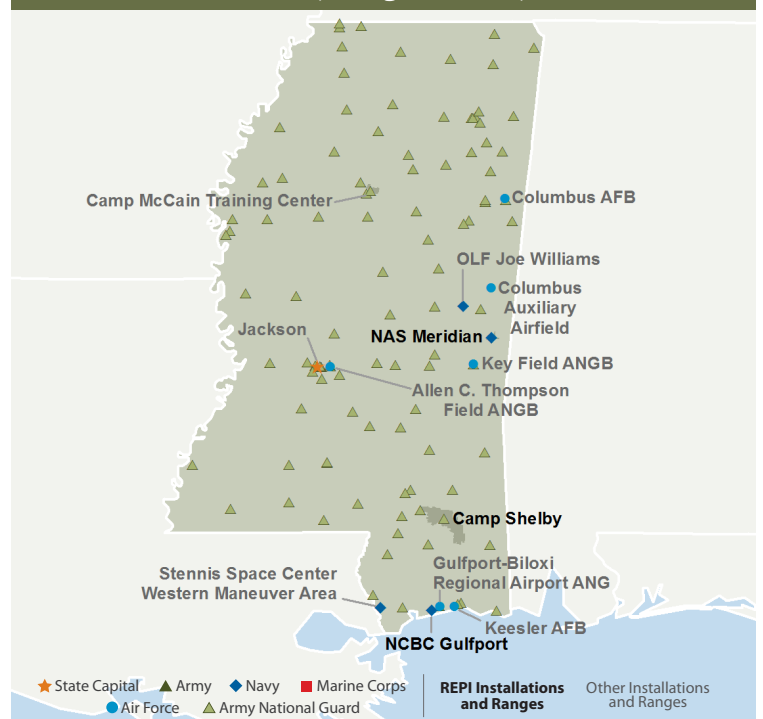 Camp McCain Training Center
Columbus AFB
OLF Joe Williams
Columbus
Auxiliary
Airfield
Jackson
NAS Meridian
Key Field ANGB
Allen C. Thompson
Field ANGB
Camp Shelby
Gulfport-Biloxi
Regional Airport ANG
Stennis Space Center
Western Maneuver Area
Keesler AFB
NCBC Gulfport
State Capital
Army
Navy
Marine Corps
Air Force
Army National Guard
REPI Installations
and Ranges
Other Installations
and Ranges